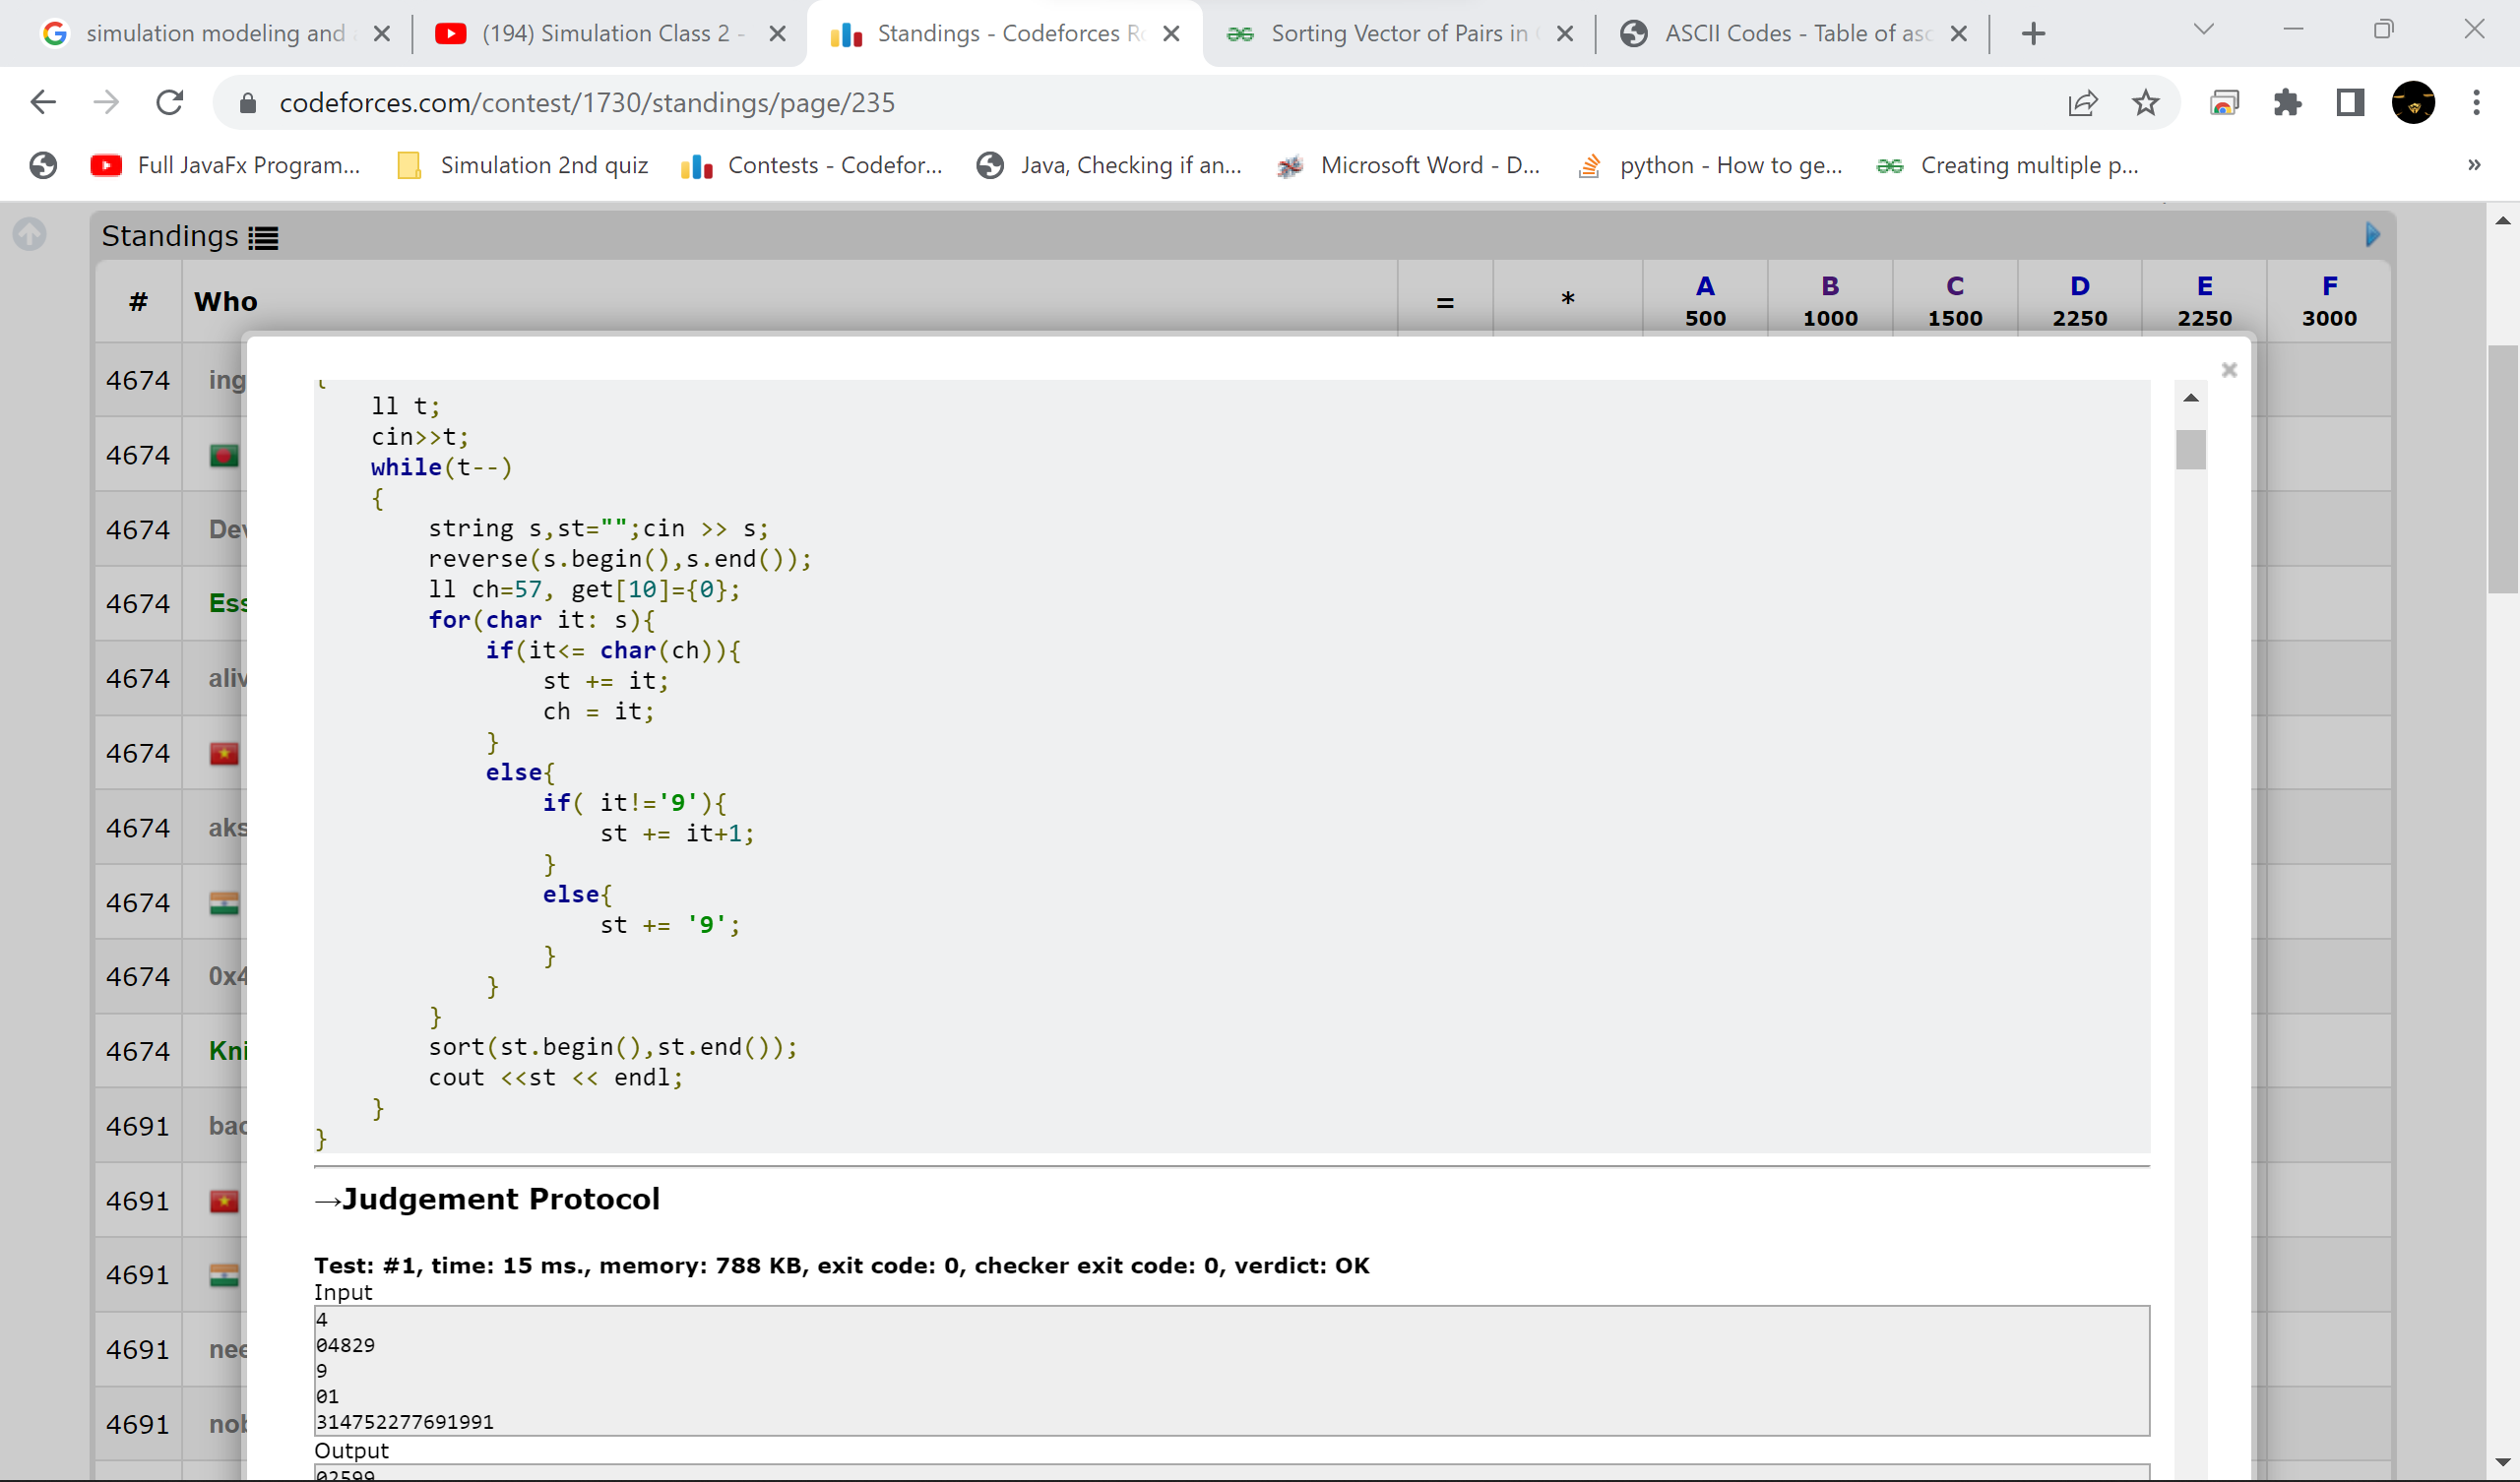 simulation modeling and a
(194) Simulation Class 2 -
Standings - Codeforces Ro
Sorting Vector of Pairs in C
ASCII Codes - Table of asc
codeforces.com/contest/1730/standings/page/235
Full JavaFx Program...
Simulation 2nd quiz
Contests - Codefor...
Java, Checking if an...
Microsoft Word - D...
python - How to ge...
Creating multiple p...
»
Standings
# Who = * A B C D E F
500 1000 1500 2250 2250 3000
4674 ing
4674
4674 Dev
4674 Ess
4674 aliv
4674
4674 aks
4674
4674 0x4
4674 Kni
4691 bac
4691
4691
4691 nee
4691 nob
{
ll t;
cin>>t;
while(t--)
{
string s,st="";cin >> s;
reverse(s.begin(),s.end());
ll ch=57, get[10]={0};
for(char it: s){
if(it<= char(ch)){
st += it;
ch = it;
}
else{
if( it!='9'){
st += it+1;
}
else{
st += '9';
}
}
}
sort(st.begin(),st.end());
cout <<st << endl;
}
}
→Judgement Protocol
Test: #1, time: 15 ms., memory: 788 KB, exit code: 0, checker exit code: 0, verdict: OK
Input
4
04829
9
01
314752277691991
Output
02599